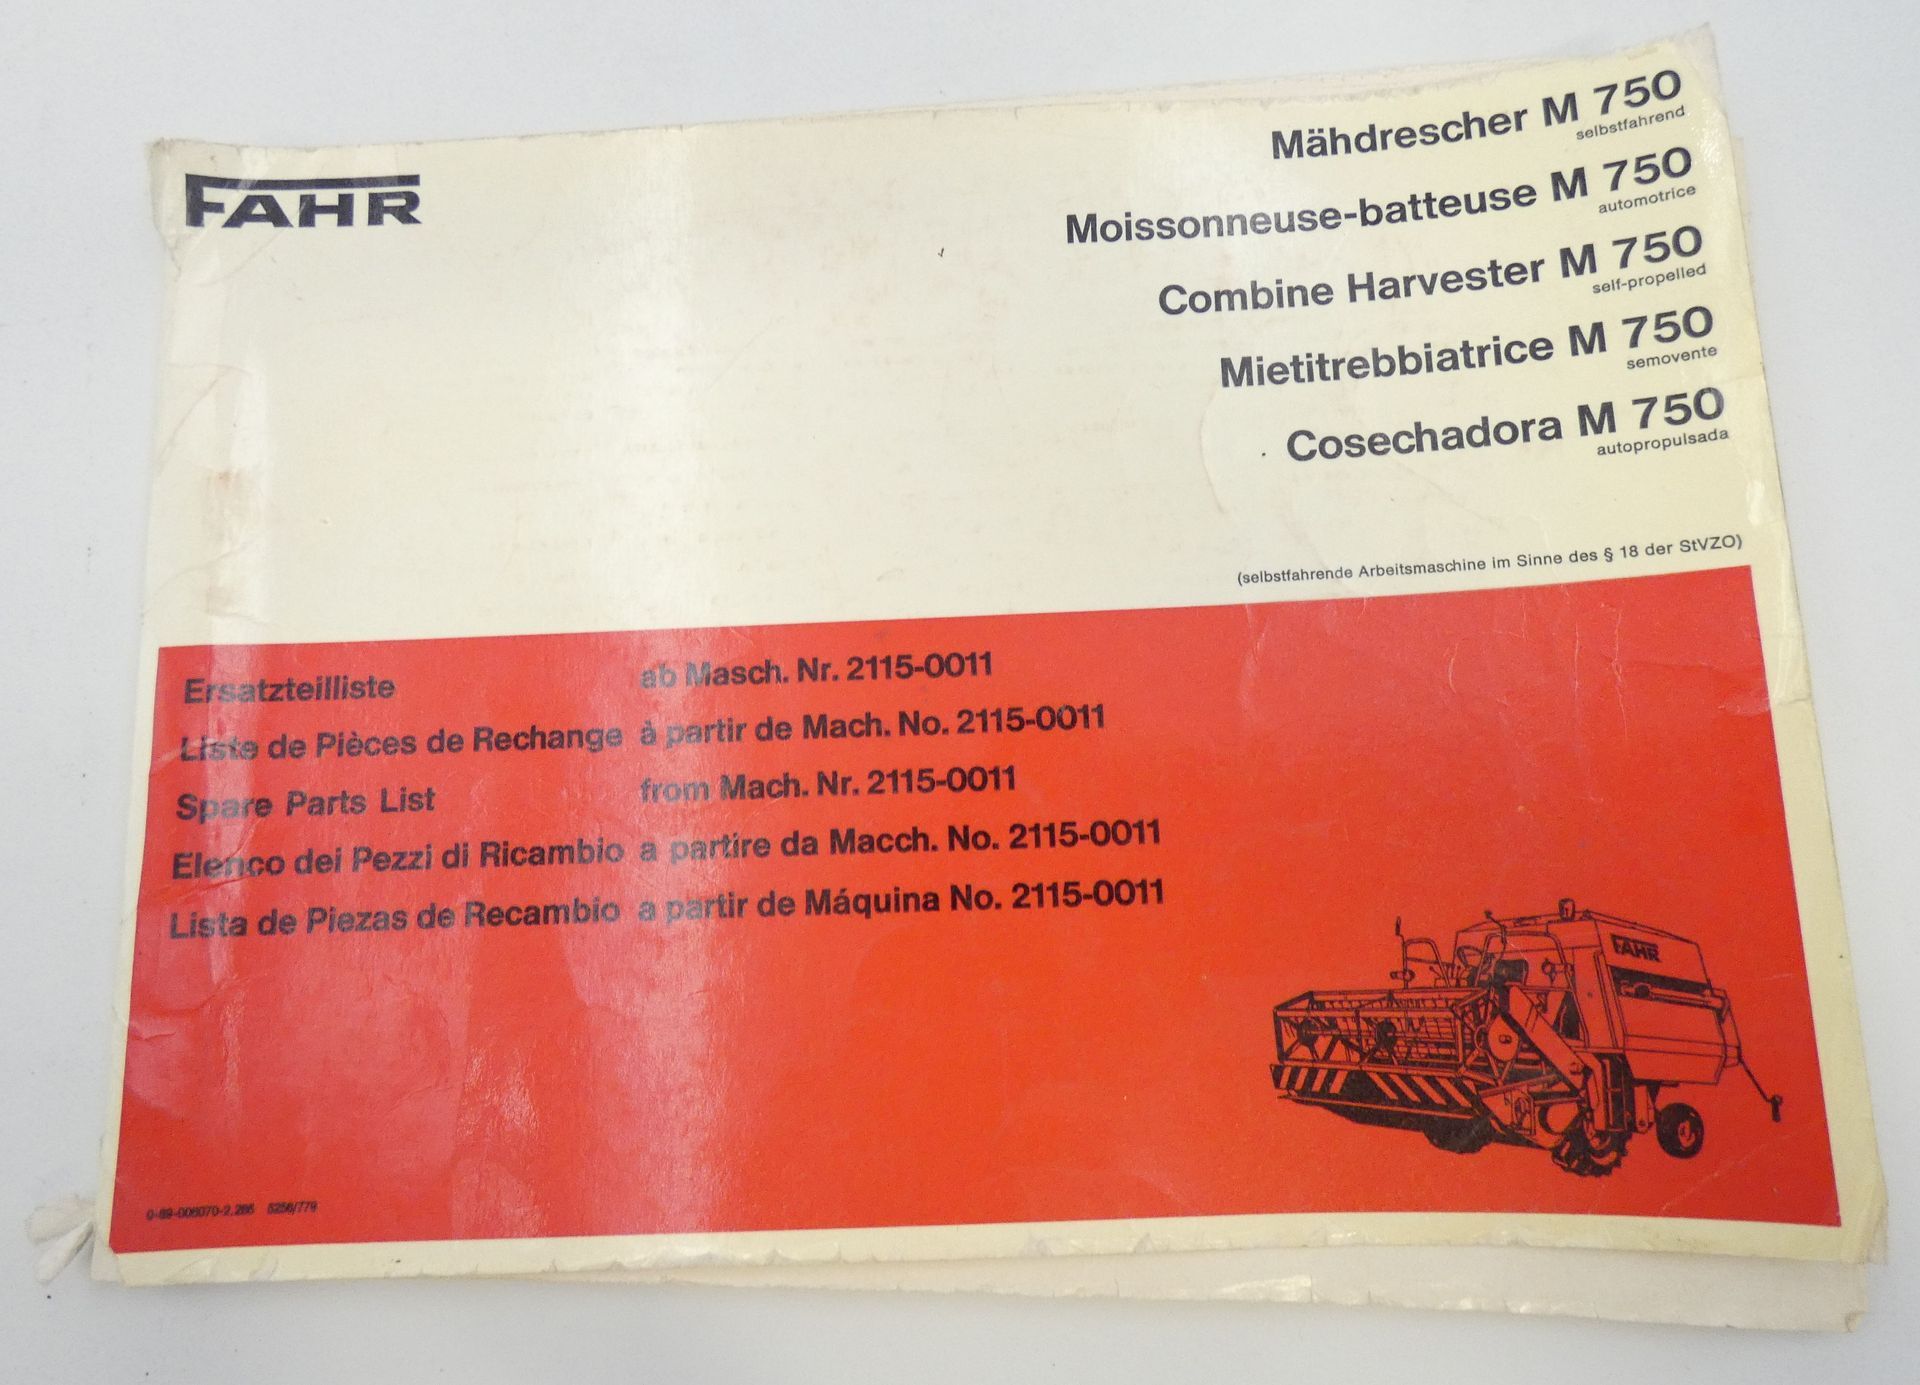 FAHR
Mähdrescher M 750
selbstfahrend
Moissonneuse-batteuse M 750
automotrice
Combine Harvester M 750
self-propelled
Mietitrebbiatrice M 750
semovente
Cosechadora M 750
autopropulsada
(selbstfahrende Arbeitsmaschine im Sinne des § 18 der StVZO)
Ersatzteilliste ab Masch. Nr. 2115-0011
Liste de Pièces de Rechange à partir de Mach. No. 2115-0011
Spare Parts List from Mach. Nr. 2115-0011
Elenco dei Pezzi di Ricambio a partire da Macch. No. 2115-0011
Lista de Piezas de Recambio a partir de Máquina No. 2115-0011
FAHR
5256/779